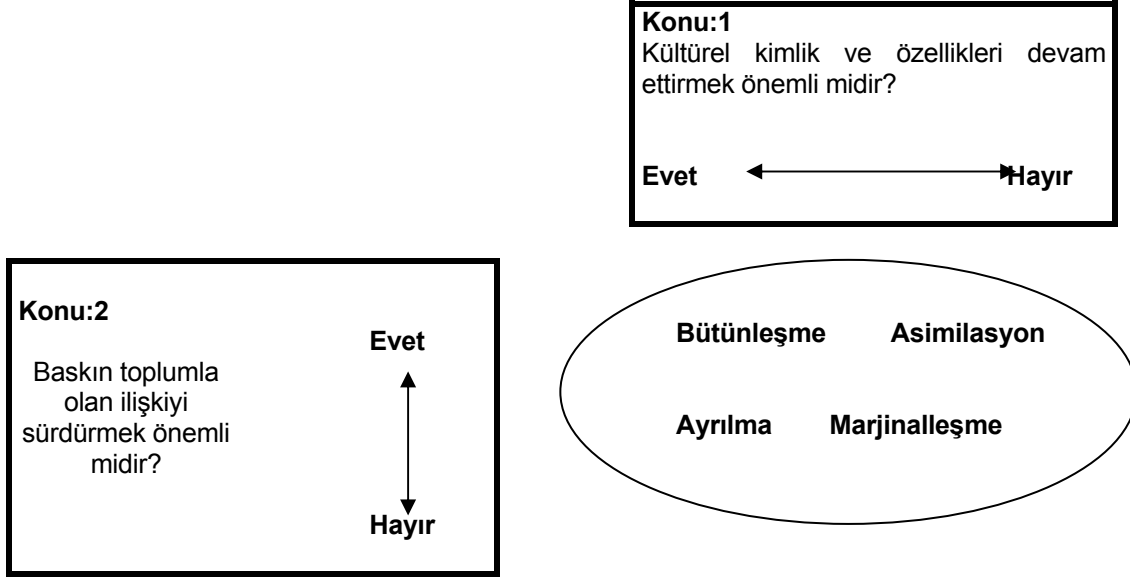 Konu:1
Kültürel kimlik ve özellikleri devam
ettirmek önemli midir?
Evet Hayır
Konu:2
Evet
Baskın toplumla
olan ilişkiyi
sürdürmek önemli
midir?
Hayır
Bütünleşme Asimilasyon
Ayrılma Marjinalleşme